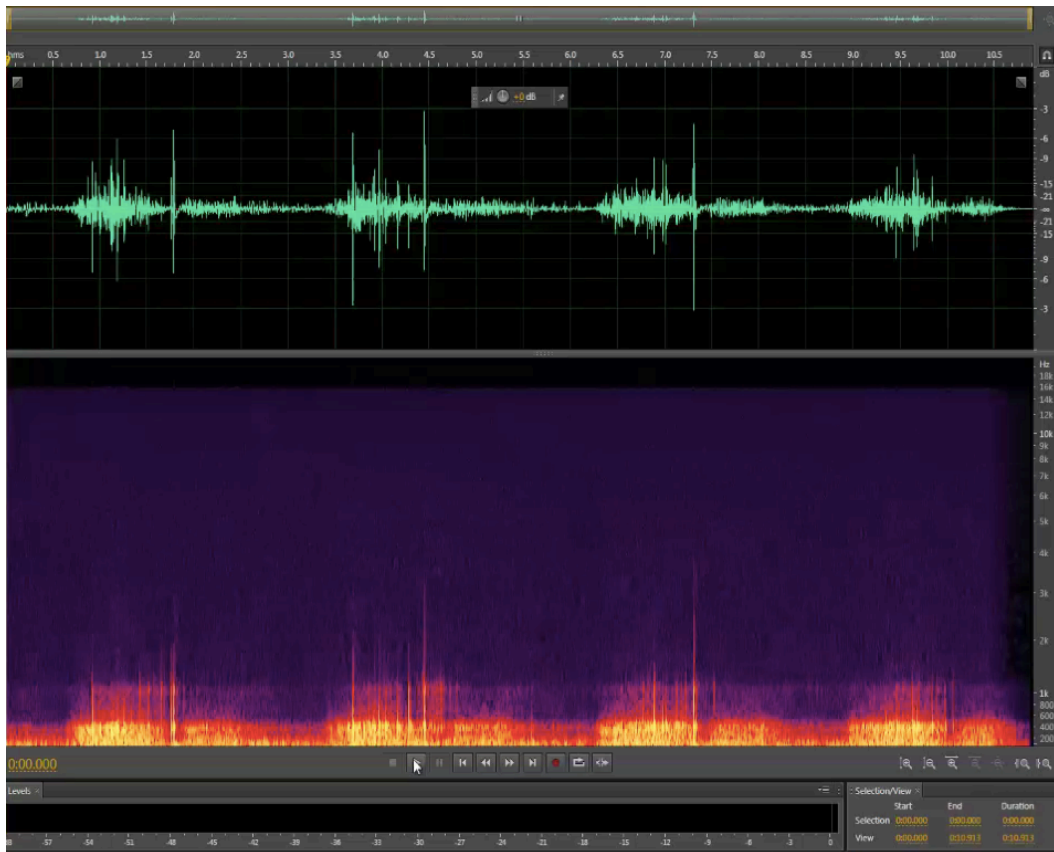 hms 0.5 1.0 1.5 2.0 2.5 3.0 3.5 4.0 4.5 5.0 5.5 6.0 6.5 7.0 7.5 8.0 8.5 9.0 9.5 10.0 10.5
dB
+0 dB
-3
-6
-9
-15
-21
-∞
-21
-15
-9
-6
-3
Hz
18k
16k
14k
12k
10k
9k
8k
7k
6k
5k
4k
3k
2k
1k
800
600
400
200
0:00.000
Levels ×
Selection/View ×
Start End Duration
Selection 0:00.000 0:00.000 0:00.000
View 0:00.000 0:10.913 0:10.913
-57 -54 -51 -48 -45 -42 -39 -36 -33 -30 -27 -24 -21 -18 -15 -12 -9 -6 -3 0